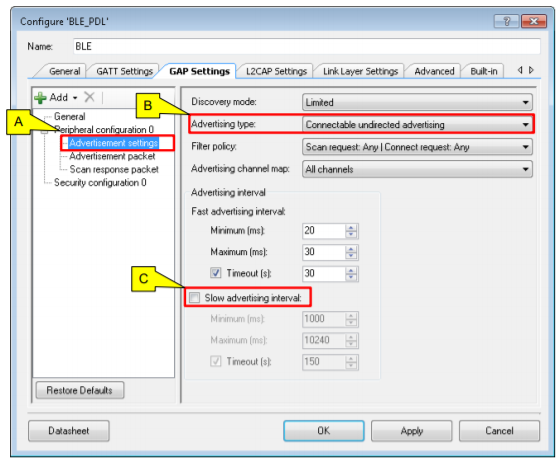 Configure 'BLE_PDL'
Name: BLE
General GATT Settings GAP Settings L2CAP Settings Link Layer Settings Advanced Built-in
Add
A
B
C
General
Peripheral configuration 0
Advertisement settings
Advertisement packet
Scan response packet
Security configuration 0
Discovery mode: Limited
Advertising type: Connectable undirected advertising
Filter policy: Scan request: Any | Connect request: Any
Advertising channel map: All channels
Advertising interval
Fast advertising interval:
Minimum (ms): 20
Maximum (ms): 30
Timeout (s): 30
Slow advertising interval:
Minimum (ms): 1000
Maximum (ms): 10240
Timeout (s): 150
Restore Defaults
Datasheet OK Apply Cancel